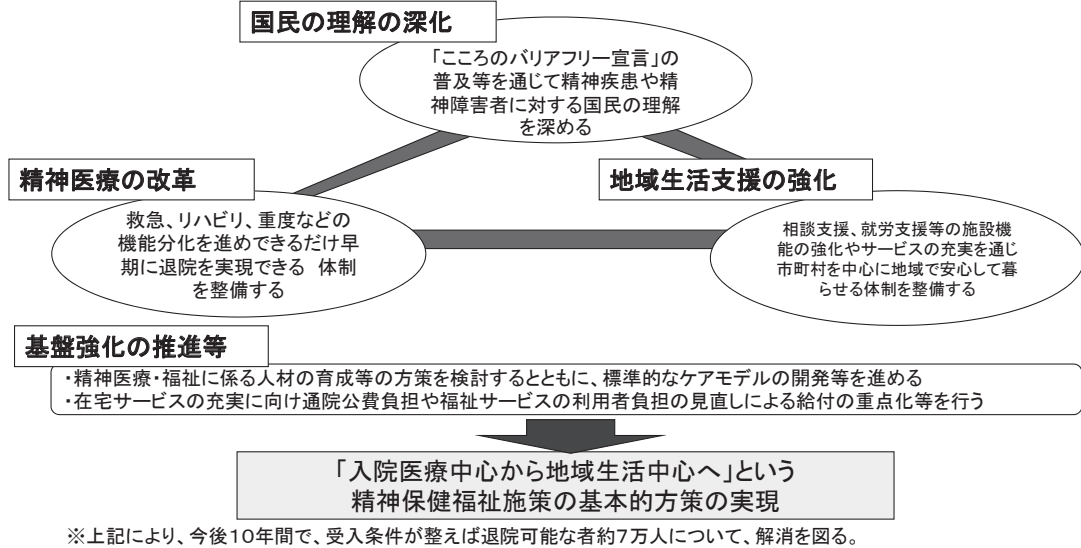 国民の理解の深化
「こころのバリアフリー宣言」の
普及等を通じて精神疾患や精
神障害者に対する国民の理解
を深める
精神医療の改革
救急、リハビリ、重度などの
機能分化を進めできるだけ早
期に退院を実現できる 体制
を整備する
地域生活支援の強化
相談支援、就労支援等の施設機
能の強化やサービスの充実を通じ
市町村を中心に地域で安心して暮
らせる体制を整備する
基盤強化の推進等
・精神医療・福祉に係る人材の育成等の方策を検討するとともに、標準的なケアモデルの開発等を進める
・在宅サービスの充実に向け通院公費負担や福祉サービスの利用者負担の見直しによる給付の重点化等を行う
「入院医療中心から地域生活中心へ」という
精神保健福祉施策の基本的方策の実現
※上記により、今後10年間で、受入条件が整えば退院可能な者約7万人について、解消を図る。